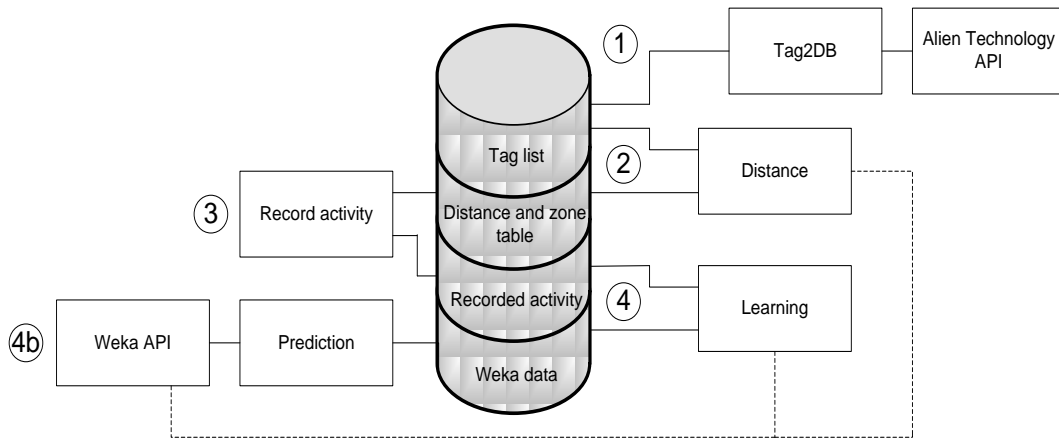 1
Tag2DB
Alien Technology
API
Tag list
2
Distance
3
Record activity
Distance and zone
table
Recorded activity
4
Learning
4b
Weka API
Prediction
Weka data